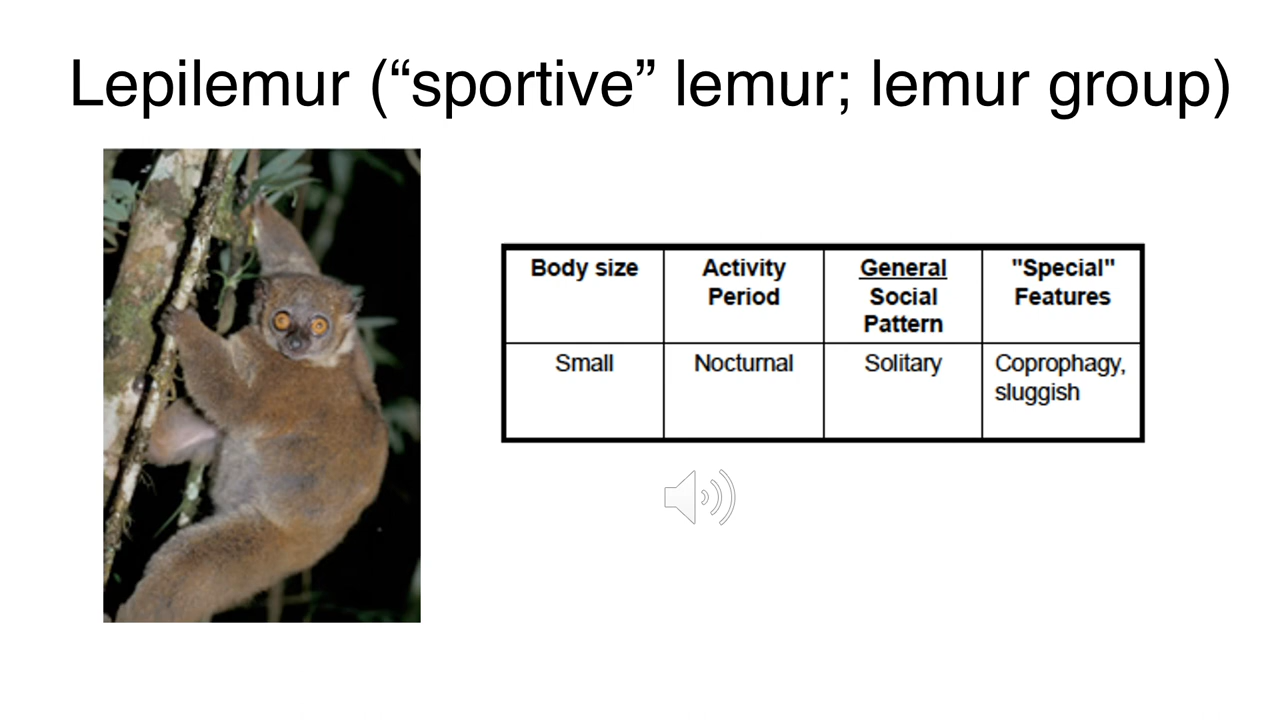 Lepilemur (“sportive” lemur; lemur group)
Body size
Activity
Period
General
Social
Pattern
"Special"
Features
Small
Nocturnal
Solitary
Coprophagy,
sluggish